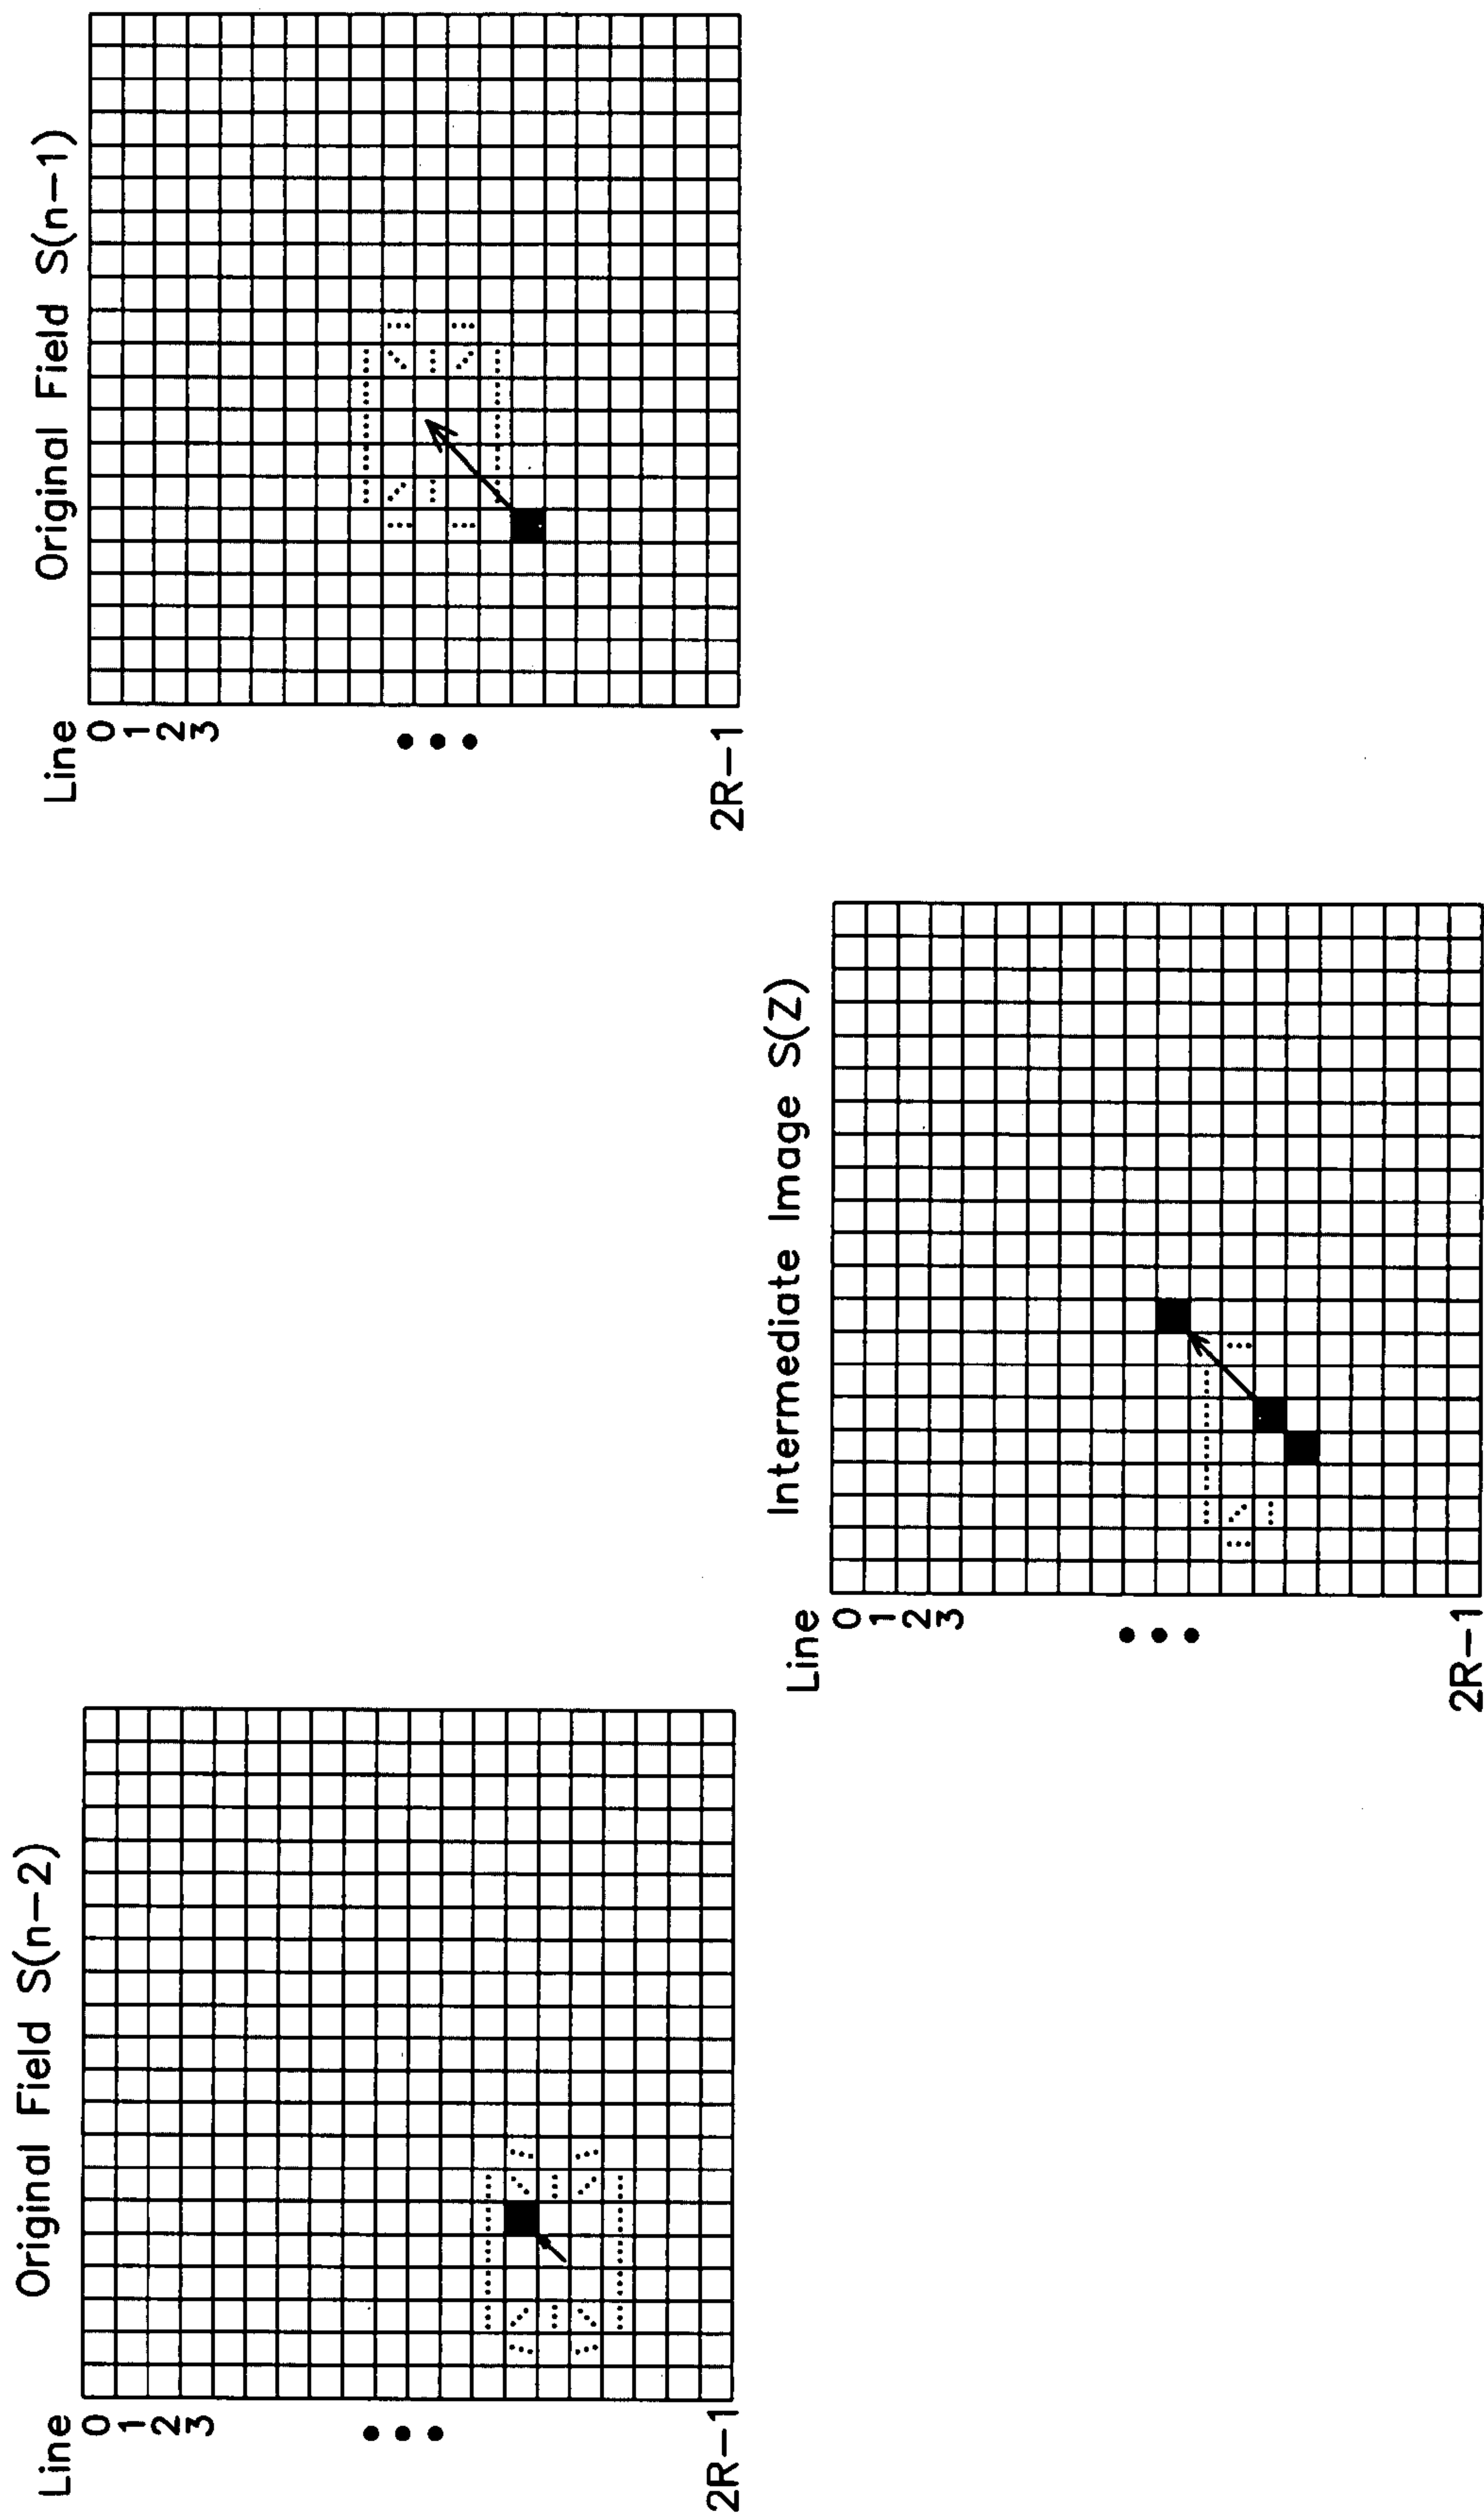 Original Field S(n-2)
Line
0
1
2
3
2R-1
Intermediate Image S(Z)
Line
0
1
2
3
2R-1
Original Field S(n-1)
Line
0
1
2
3
2R-1